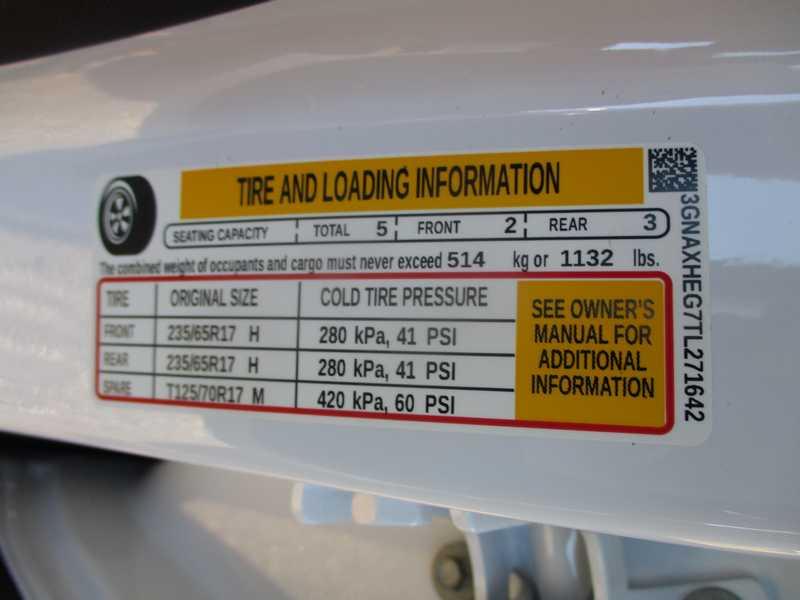 TIRE AND LOADING INFORMATION
SEATING CAPACITY TOTAL 5 FRONT 2 REAR 3
The combined weight of occupants and cargo must never exceed 514 kg or 1132 lbs.
TIRE ORIGINAL SIZE COLD TIRE PRESSURE
FRONT 235/65R17 H 280 kPa, 41 PSI
REAR 235/65R17 H 280 kPa, 41 PSI
SPARE T125/70R17 M 420 kPa, 60 PSI
SEE OWNER'S
MANUAL FOR
ADDITIONAL
INFORMATION
3GNAXHEG7TL271642